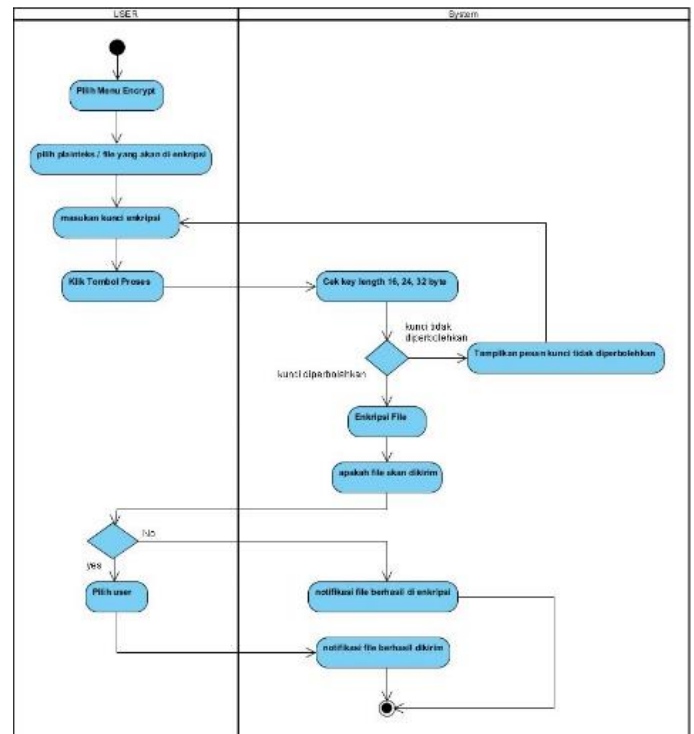 USER
System
Pilih Menu Encrypt
pilih plainteks / file yang akan di enkripsi
masukan kunci enkripsi
Klik Tombol Proses
Cek key length 16, 24, 32 byte
kunci tidak
diperbolehkan
Tampilkan pesan kunci tidak diperbolehkan
kunci diperbolehkan
Enkripsi File
apakah file akan dikirim
No
yes
Pilih user
notifikasi file berhasil di enkripsi
notifikasi file berhasil dikirim